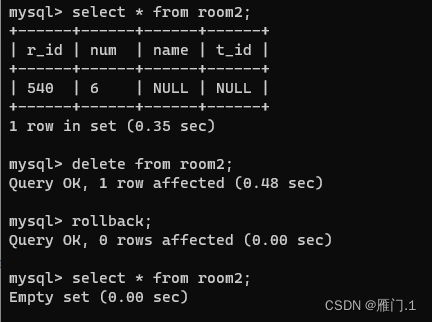 mysql> select * from room2;
+------+------+------+------+
| r_id | num  | name | t_id |
+------+------+------+------+
| 540  | 6    | NULL | NULL |
+------+------+------+------+
1 row in set (0.35 sec)
mysql> delete from room2;
Query OK, 1 row affected (0.48 sec)
mysql> rollback;
Query OK, 0 rows affected (0.00 sec)
mysql> select * from room2;
Empty set (0.00 sec)
CSDN @雁门.1